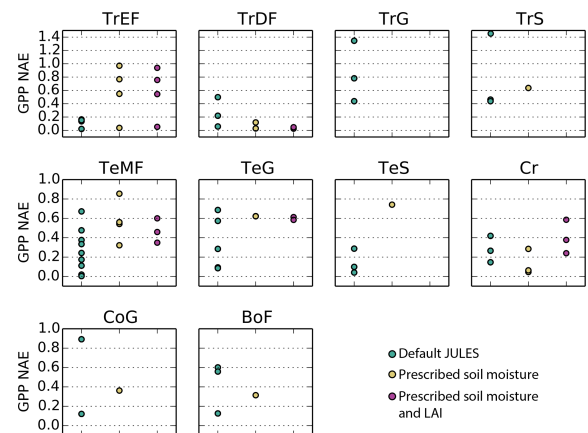 TrEF TrDF TrG TrS
GPP NAE
1.4
1.2
1.0
0.8
0.6
0.4
0.2
0.0
TeMF TeG TeS Cr
GPP NAE
1.0
0.8
0.6
0.4
0.2
0.0
CoG BoF
GPP NAE
1.0
0.8
0.6
0.4
0.2
0.0
Default JULES
Prescribed soil moisture
Prescribed soil moisture
and LAI